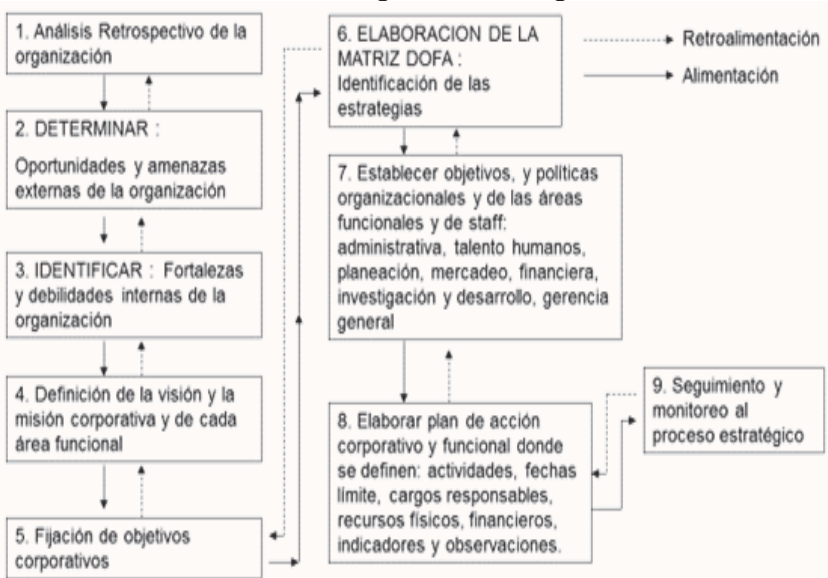 1. Análisis Retrospectivo de la
organización
2. DETERMINAR :
Oportunidades y amenazas
externas de la organización
3. IDENTIFICAR : Fortalezas
y debilidades internas de la
organización
4. Definición de la visión y la
misión corporativa y de cada
área funcional
5. Fijación de objetivos
corporativos
6. ELABORACION DE LA
MATRIZ DOFA :
Identificación de las
estrategias
7. Establecer objetivos, y políticas
organizacionales y de las áreas
funcionales y de staff:
administrativa, talento humanos,
planeación, mercadeo, financiera,
investigación y desarrollo, gerencia
general
8. Elaborar plan de acción
corporativo y funcional donde
se definen: actividades, fechas
límite, cargos responsables,
recursos físicos, financieros,
indicadores y observaciones.
9. Seguimiento y
monitoreo al
proceso estratégico
Retroalimentación
Alimentación